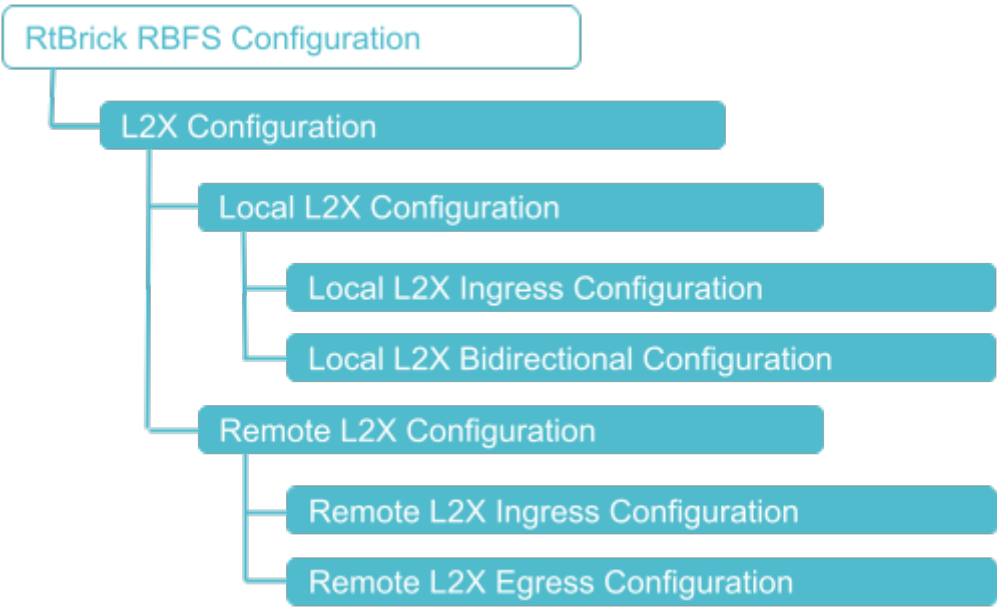 RtBrick RBFS Configuration
L2X Configuration
Local L2X Configuration
Local L2X Ingress Configuration
Local L2X Bidirectional Configuration
Remote L2X Configuration
Remote L2X Ingress Configuration
Remote L2X Egress Configuration